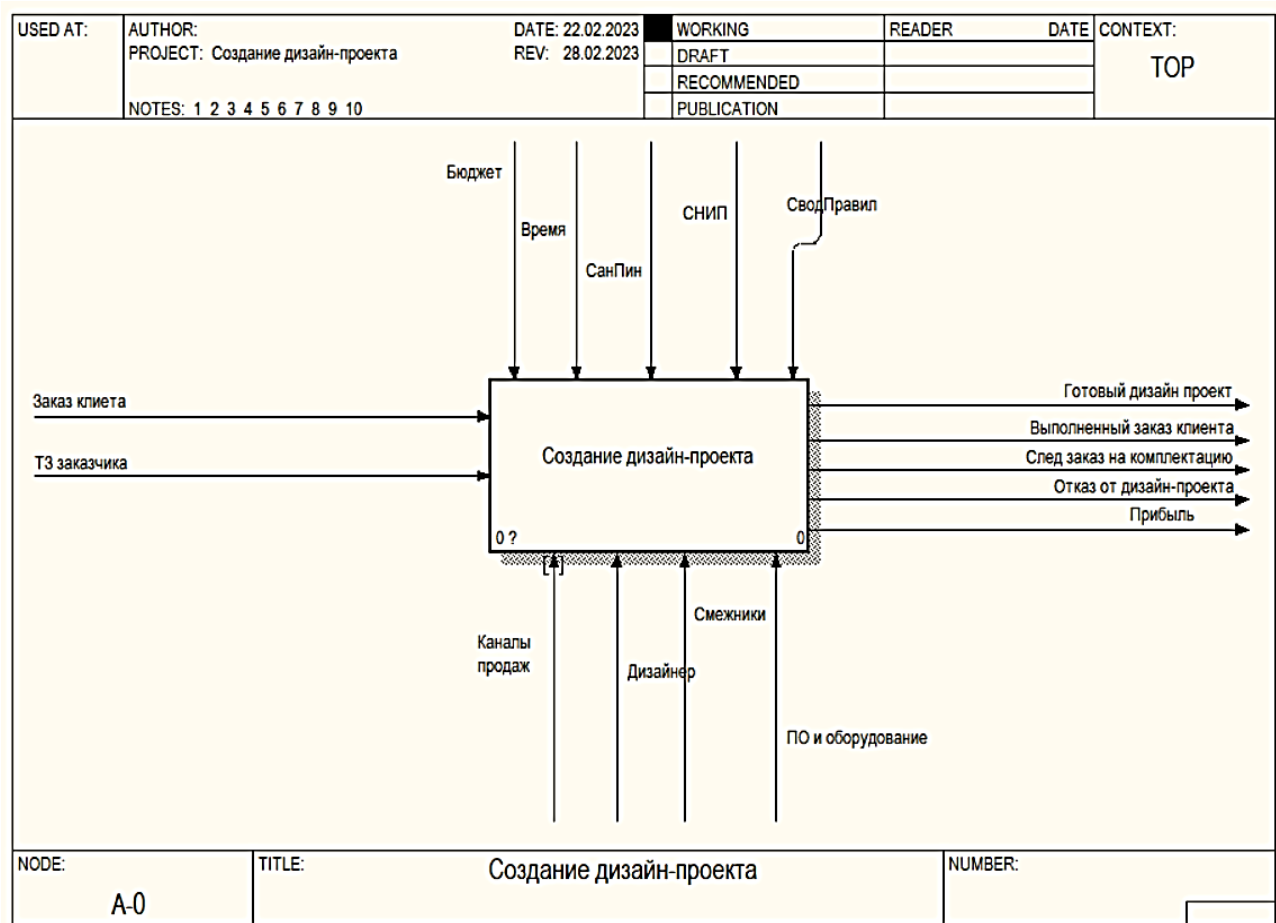 USED AT:
AUTHOR:
DATE: 22.02.2023
PROJECT: Создание дизайн-проекта
REV: 28.02.2023
NOTES: 1 2 3 4 5 6 7 8 9 10
WORKING
DRAFT
RECOMMENDED
PUBLICATION
READER
DATE
CONTEXT:
TOP
Бюджет
Время
СанПин
СНИП
СводПравил
Заказ клиета
ТЗ заказчика
Создание дизайн-проекта
0 ?
0
Готовый дизайн проект
Выполненный заказ клиента
След заказ на комплектацию
Отказ от дизайн-проекта
Прибыль
Каналы
продаж
Дизайнер
Смежники
ПО и оборудование
NODE:
A-0
TITLE:
Создание дизайн-проекта
NUMBER: